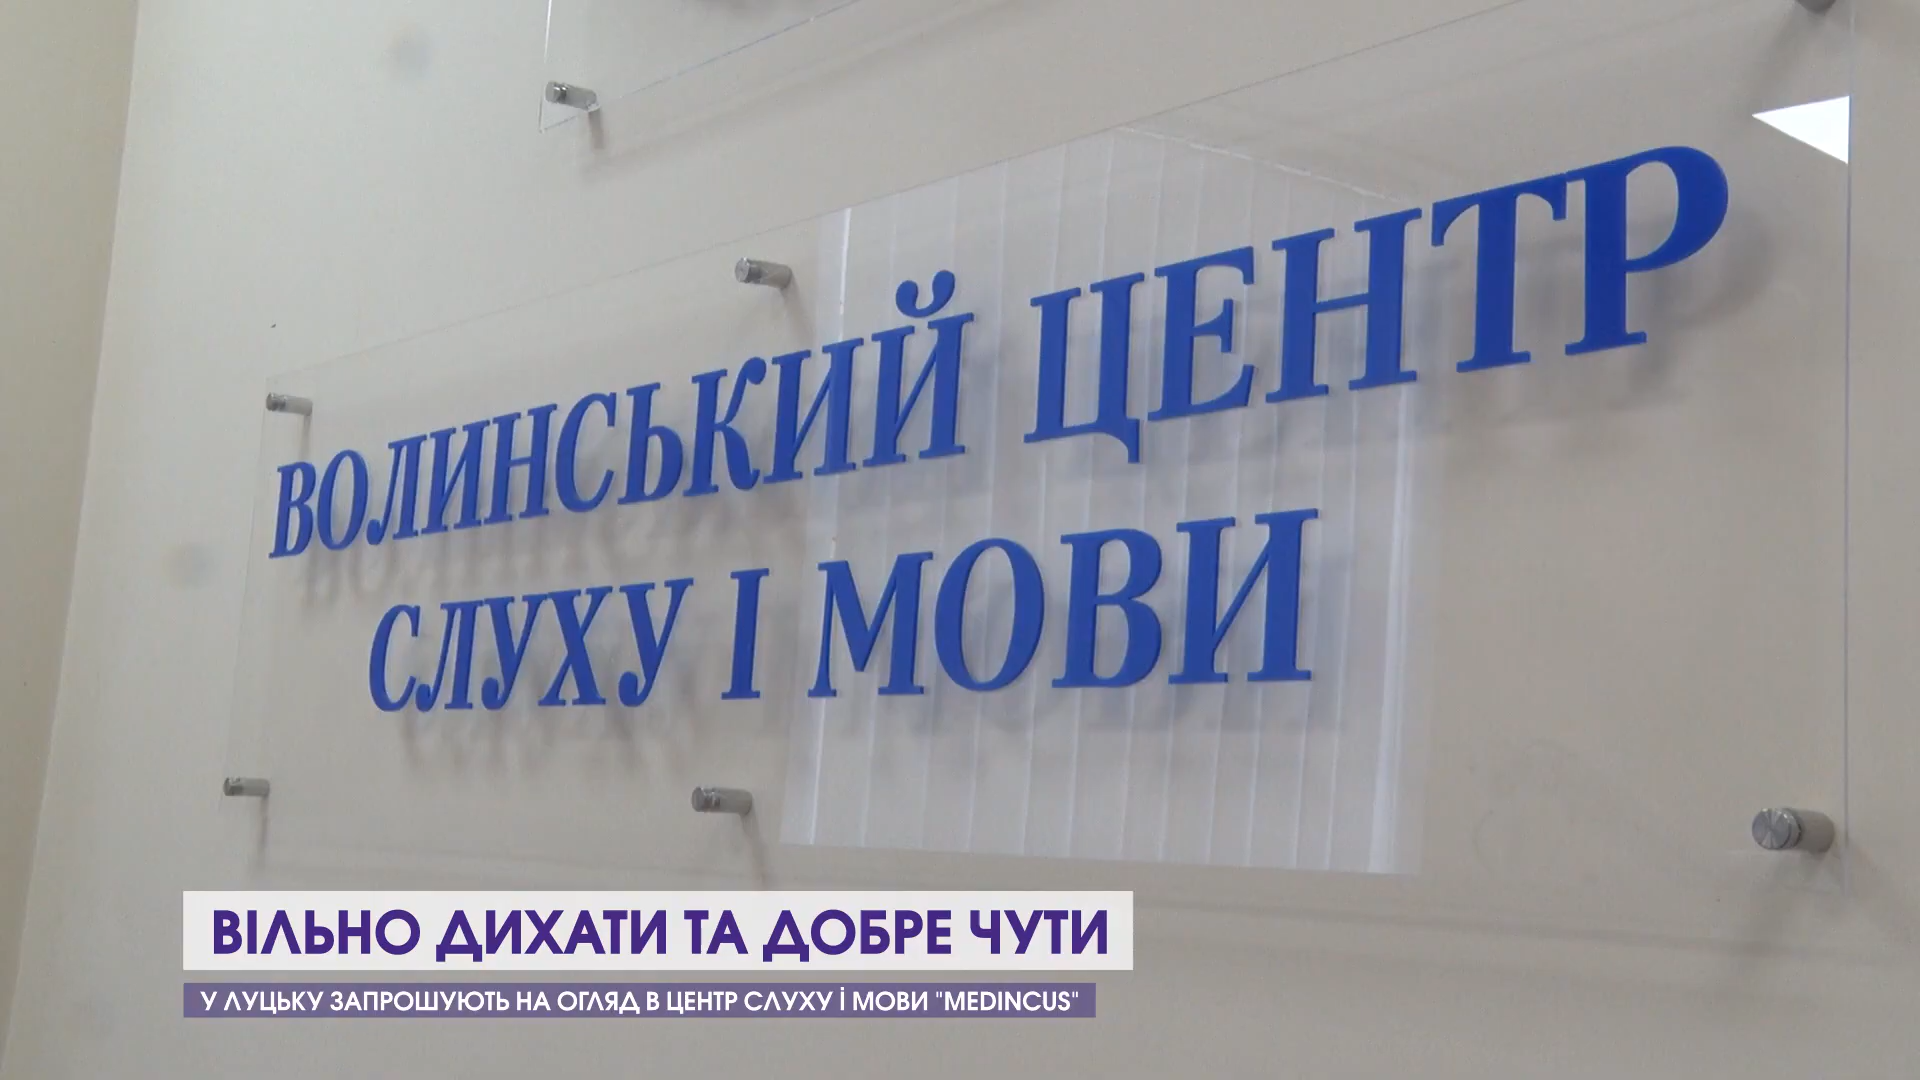 ВОЛИНСЬКИЙ ЦЕНТР
СЛУХУ І МОВИ
ВІЛЬНО ДИХАТИ ТА ДОБРЕ ЧУТИ
У ЛУЦЬКУ ЗАПРОШУЮТЬ НА ОГЛЯД В ЦЕНТР СЛУХУ І МОВИ "MEDINCUS"